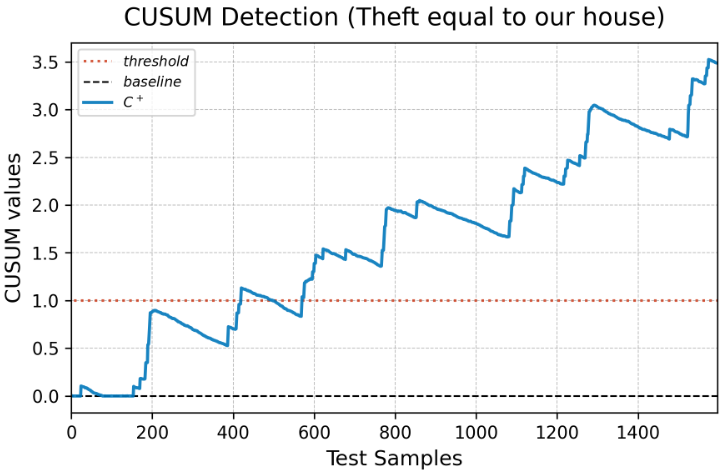 CUSUM Detection (Theft equal to our house)
threshold
baseline
C+
CUSUM values
3.5
3.0
2.5
2.0
1.5
1.0
0.5
0.0
0 200 400 600 800 1000 1200 1400
Test Samples